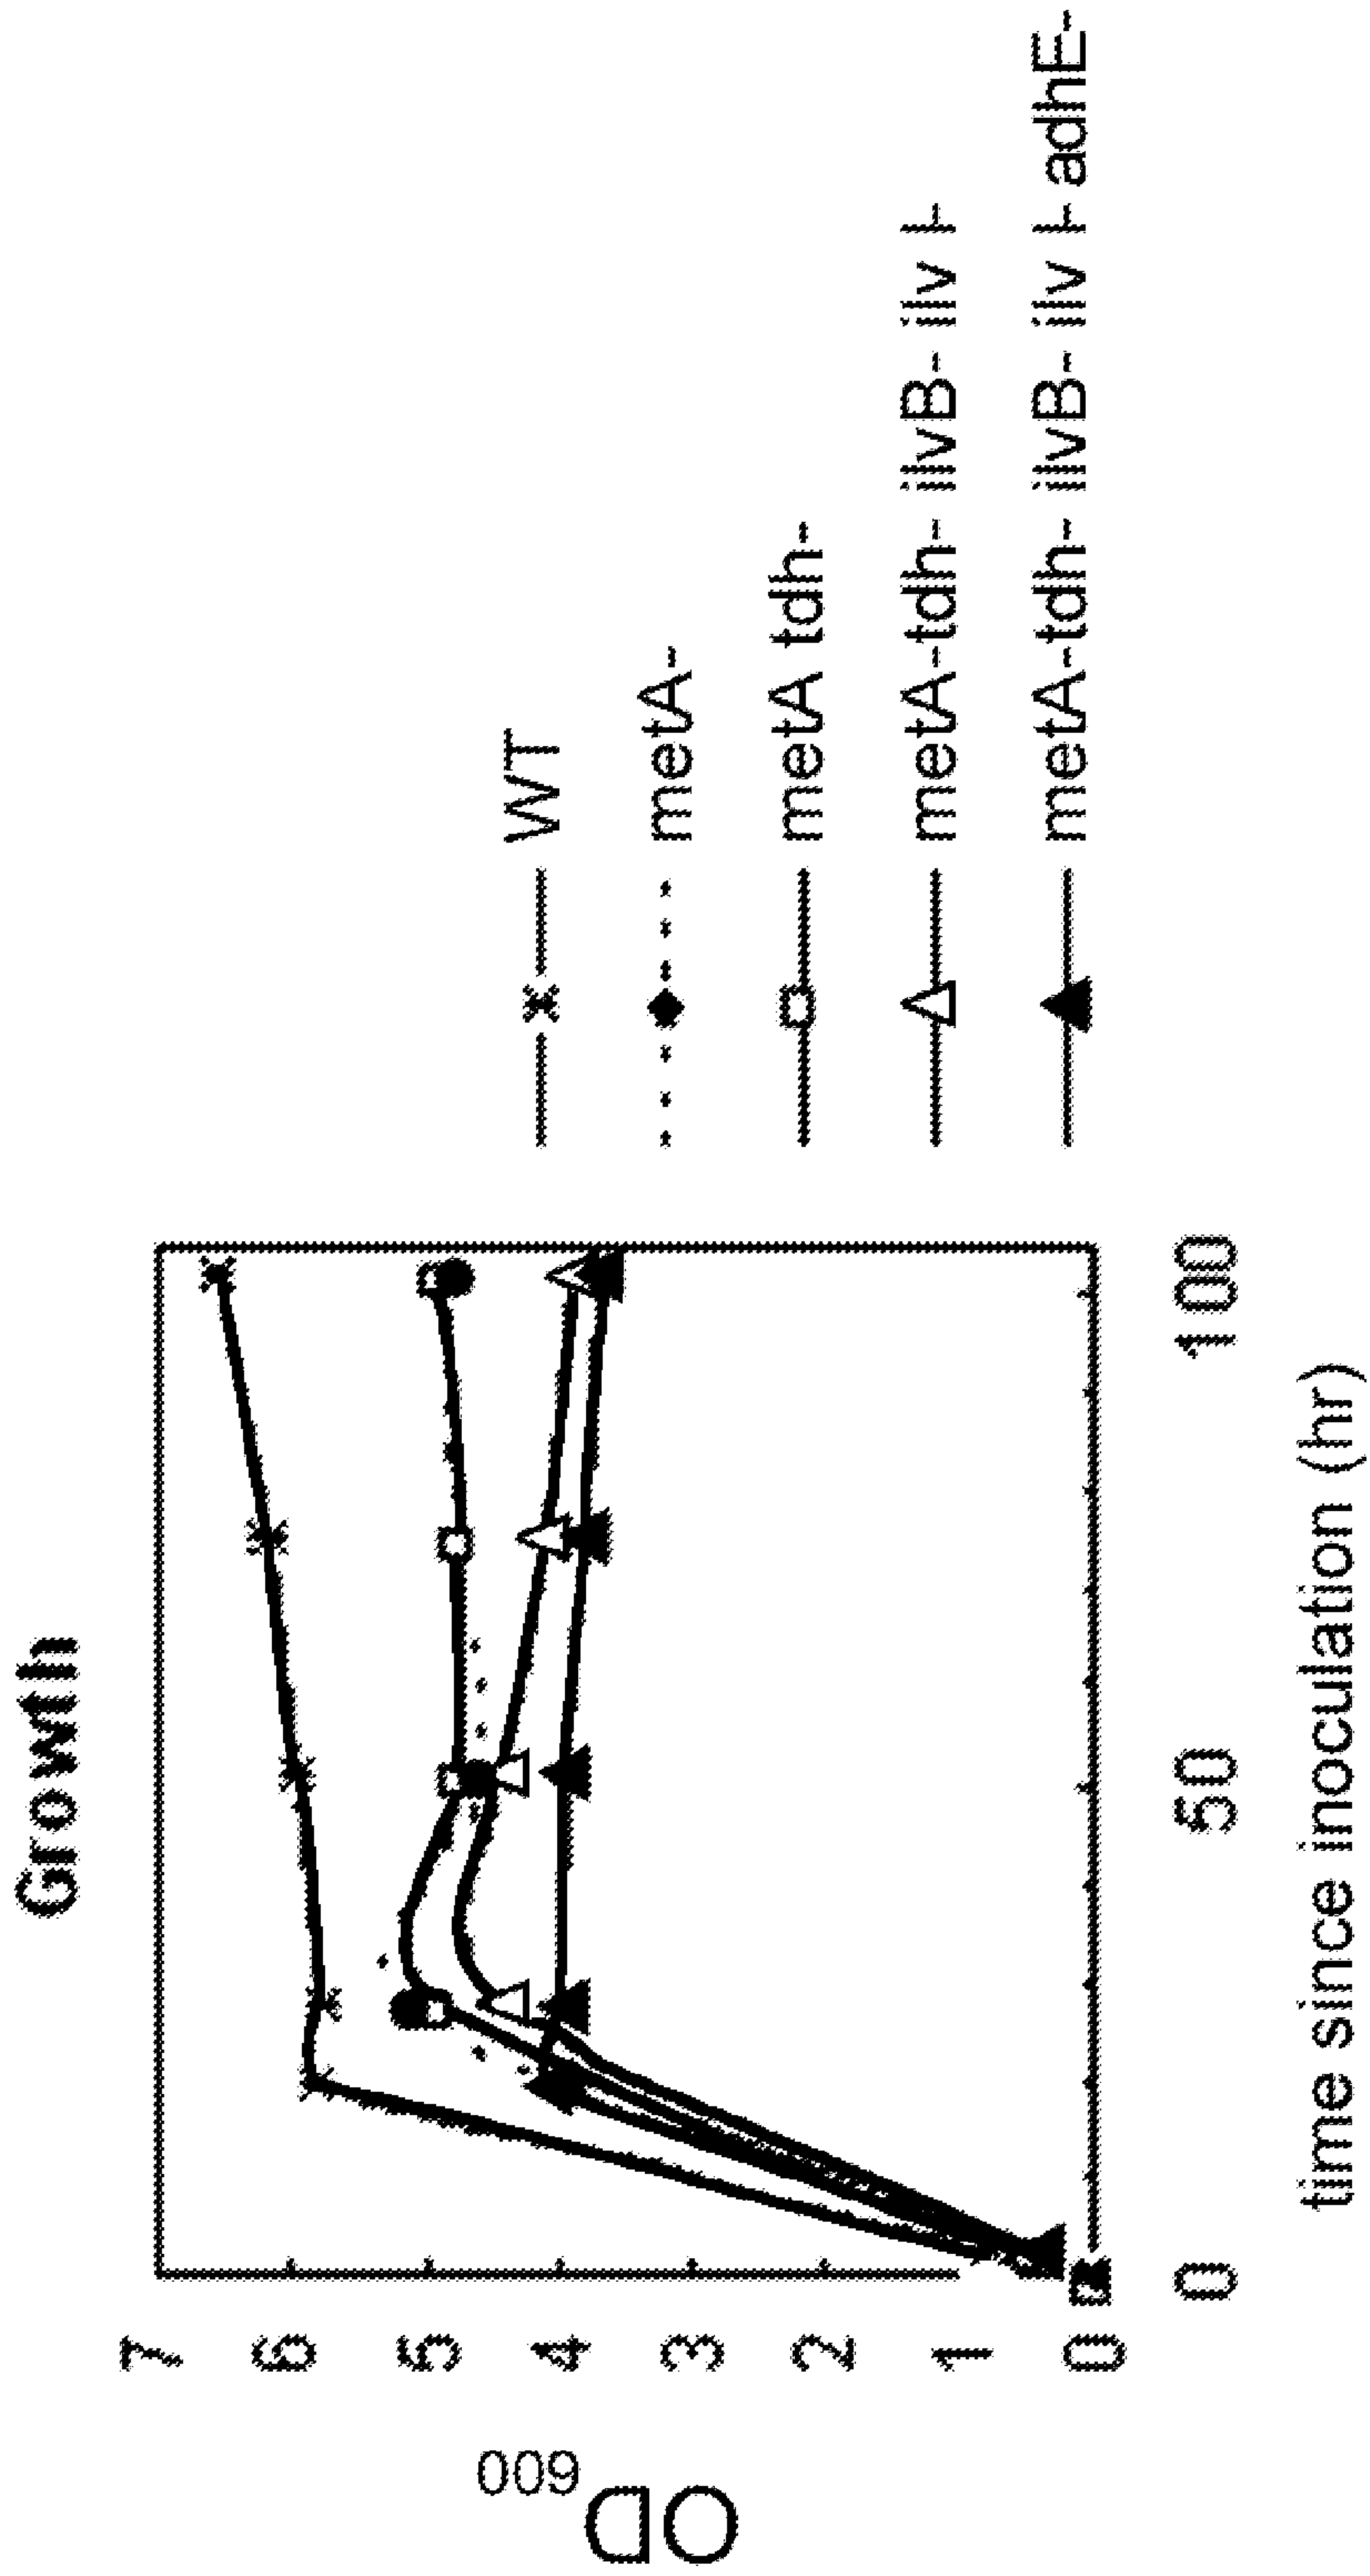 Growth
OD600
7
6
5
4
3
2
1
0
0
50
100
time since inoculation (hr)
WT
metA-
metA tdh-
metA-tdh- ilvB- ilv I-
metA-tdh- ilvB- ilv I- adhE-